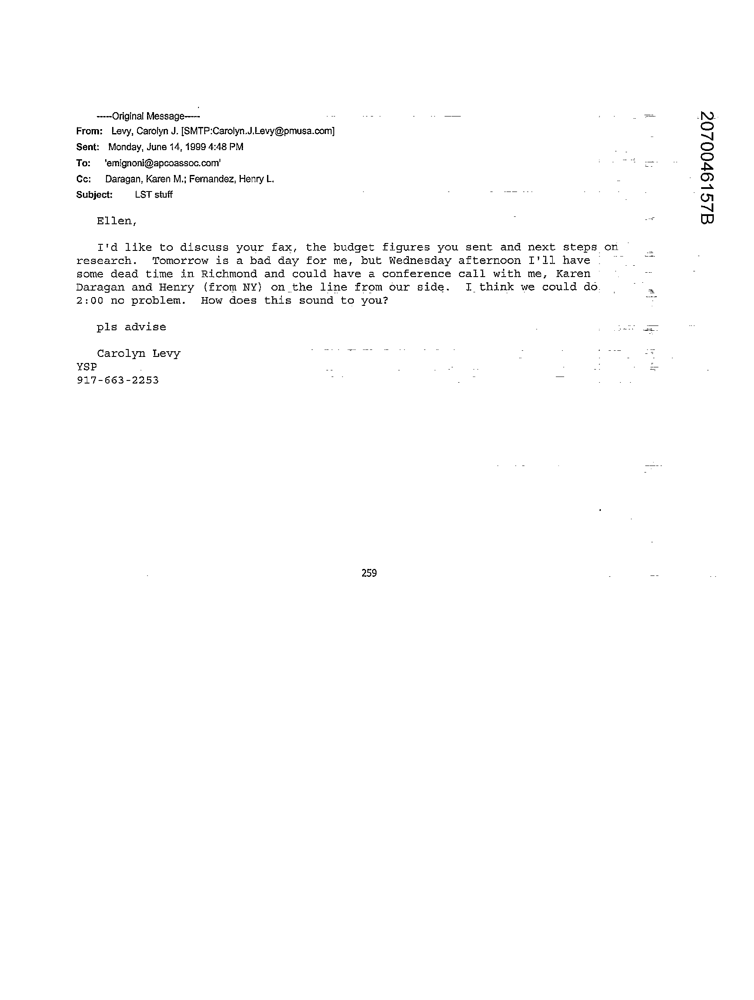 -----Original Message-----
From: Levy, Carolyn J. [SMTP:Carolyn.J.Levy@pmusa.com]
Sent: Monday, June 14, 1999 4:48 PM
To: 'emignoni@apcoassoc.com'
Cc: Daragan, Karen M.; Fernandez, Henry L.
Subject: LST stuff
Ellen,
I'd like to discuss your fax, the budget figures you sent and next steps on
research. Tomorrow is a bad day for me, but Wednesday afternoon I'll have
some dead time in Richmond and could have a conference call with me, Karen
Daragan and Henry (from NY) on the line from our side. I think we could do
2:00 no problem. How does this sound to you?
pls advise
Carolyn Levy
YSP
917-663-2253
259
2070046157B